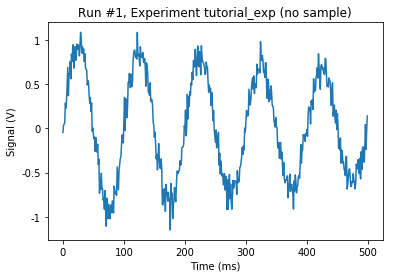 Run #1, Experiment tutorial_exp (no sample)
1
0.5
0
-0.5
-1
Signal (V)
0 100 200 300 400 500
Time (ms)